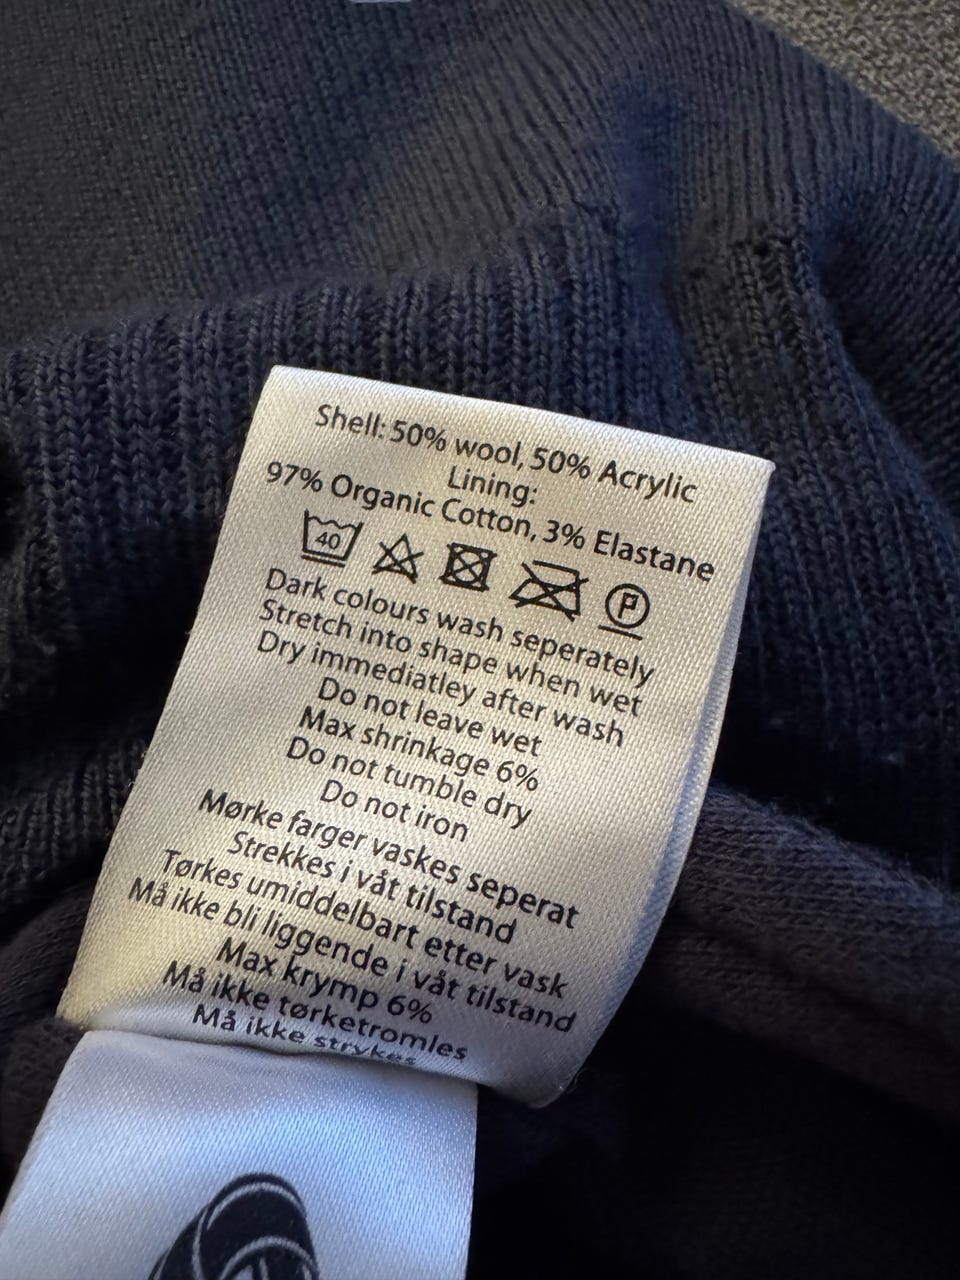 Shell: 50% wool, 50% Acrylic
Lining:
97% Organic Cotton, 3% Elastane
40 P
Dark colours wash seperately
Stretch into shape when wet
Dry immediatley after wash
Do not leave wet
Max shrinkage 6%
Do not tumble dry
Do not iron
Mørke farger vaskes seperat
Strekkes i våt tilstand
Tørkes umiddelbart etter vask
Må ikke bli liggende i våt tilstand
Max krymp 6%
Må ikke tørketromles
Må ikke strykes